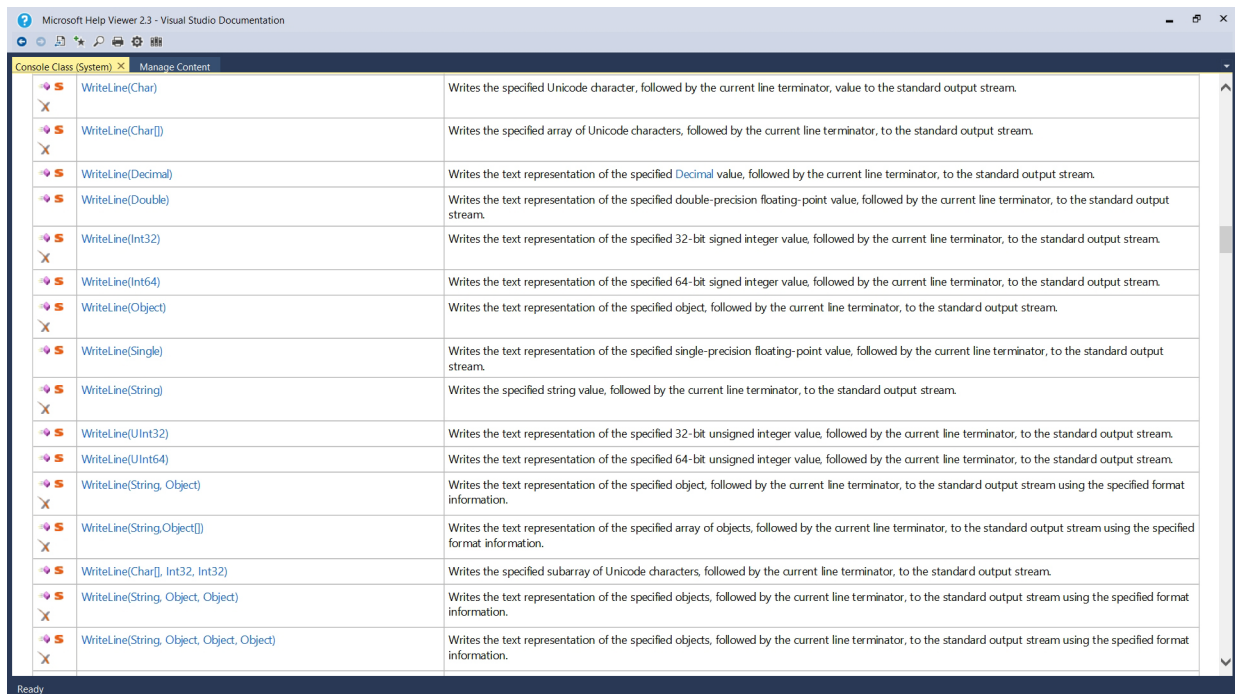 Microsoft Help Viewer 2.3 - Visual Studio Documentation
Console Class (System)
Manage Content
WriteLine(Char)
Writes the specified Unicode character, followed by the current line terminator, value to the standard output stream.
WriteLine(Char[])
Writes the specified array of Unicode characters, followed by the current line terminator, to the standard output stream.
WriteLine(Decimal)
Writes the text representation of the specified Decimal value, followed by the current line terminator, to the standard output stream.
WriteLine(Double)
Writes the text representation of the specified double-precision floating-point value, followed by the current line terminator, to the standard output
stream.
WriteLine(Int32)
Writes the text representation of the specified 32-bit signed integer value, followed by the current line terminator, to the standard output stream.
WriteLine(Int64)
Writes the text representation of the specified 64-bit signed integer value, followed by the current line terminator, to the standard output stream.
WriteLine(Object)
Writes the text representation of the specified object, followed by the current line terminator, to the standard output stream.
WriteLine(Single)
Writes the text representation of the specified single-precision floating-point value, followed by the current line terminator, to the standard output
stream.
WriteLine(String)
Writes the specified string value, followed by the current line terminator, to the standard output stream.
WriteLine(UInt32)
Writes the text representation of the specified 32-bit unsigned integer value, followed by the current line terminator, to the standard output stream.
WriteLine(UInt64)
Writes the text representation of the specified 64-bit unsigned integer value, followed by the current line terminator, to the standard output stream.
WriteLine(String, Object)
Writes the text representation of the specified object, followed by the current line terminator, to the standard output stream using the specified format
information.
WriteLine(String,Object[])
Writes the text representation of the specified array of objects, followed by the current line terminator, to the standard output stream using the specified
format information.
WriteLine(Char[], Int32, Int32)
Writes the specified subarray of Unicode characters, followed by the current line terminator, to the standard output stream.
WriteLine(String, Object, Object)
Writes the text representation of the specified objects, followed by the current line terminator, to the standard output stream using the specified format
information.
WriteLine(String, Object, Object, Object)
Writes the text representation of the specified objects, followed by the current line terminator, to the standard output stream using the specified format
information.
Ready